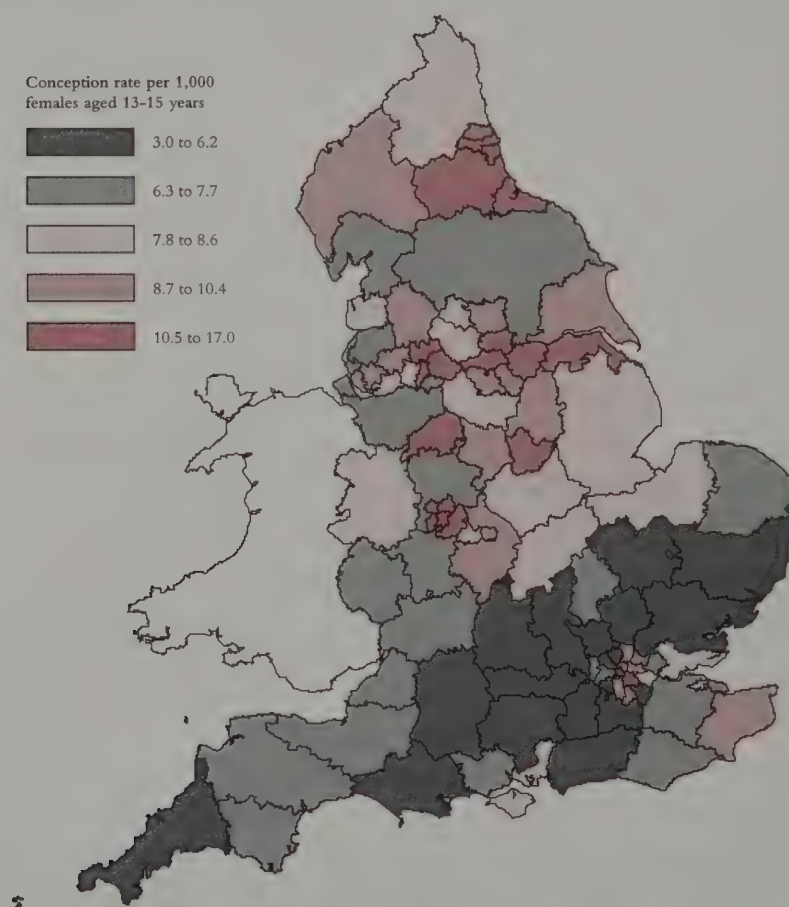 Conception rate per 1,000
females aged 13-15 years
3.0 to 6.2
6.3 to 7.7
7.8 to 8.6
8.7 to 10.4
10.5 to 17.0